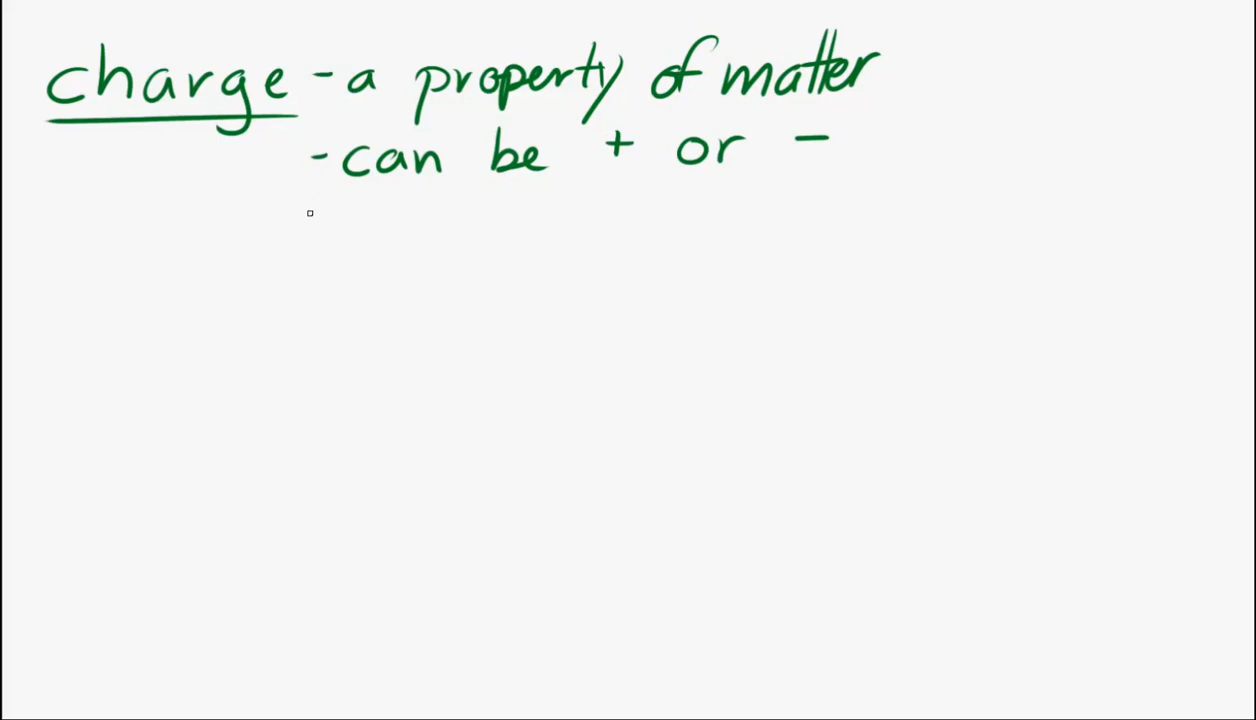 charge - a property of matter
- can be + or -